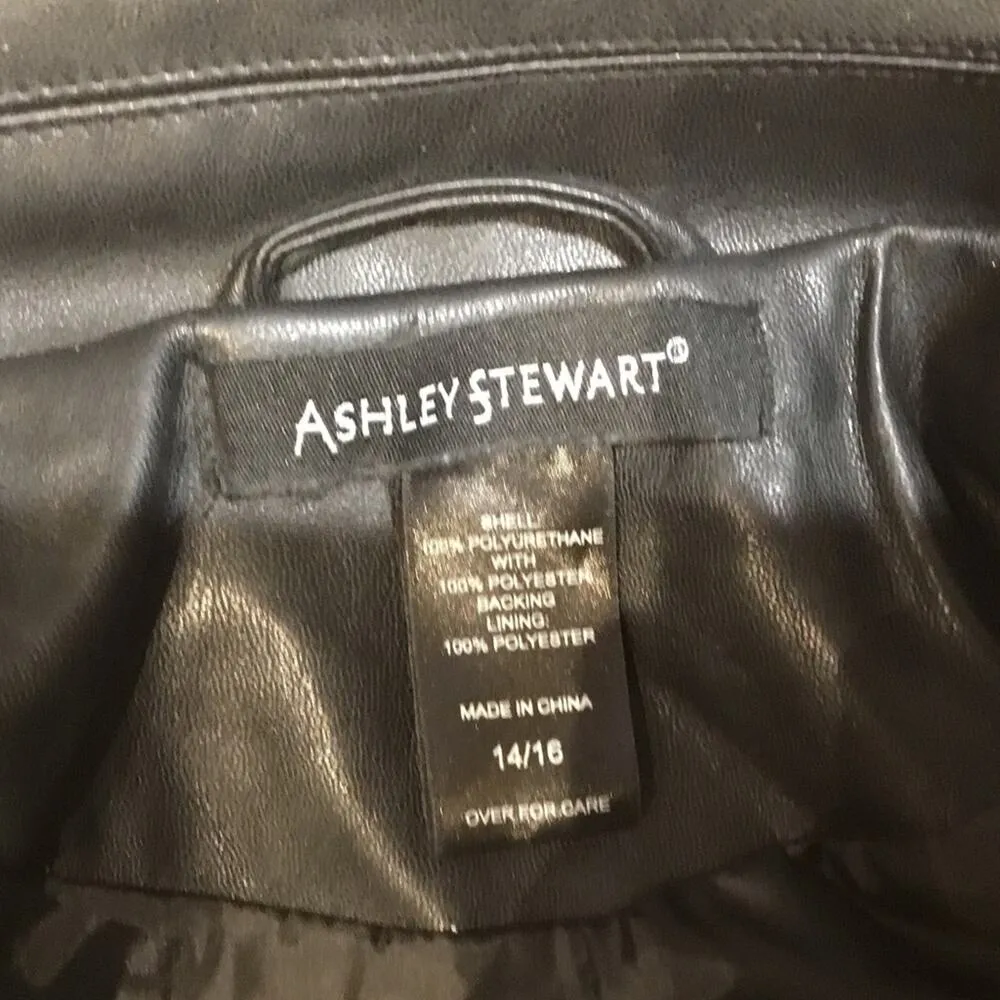 ASHLEY STEWART®
SHELL:
100% POLYURETHANE
WITH
100% POLYESTER
BACKING
LINING:
100% POLYESTER
MADE IN CHINA
14/16
OVER FOR CARE